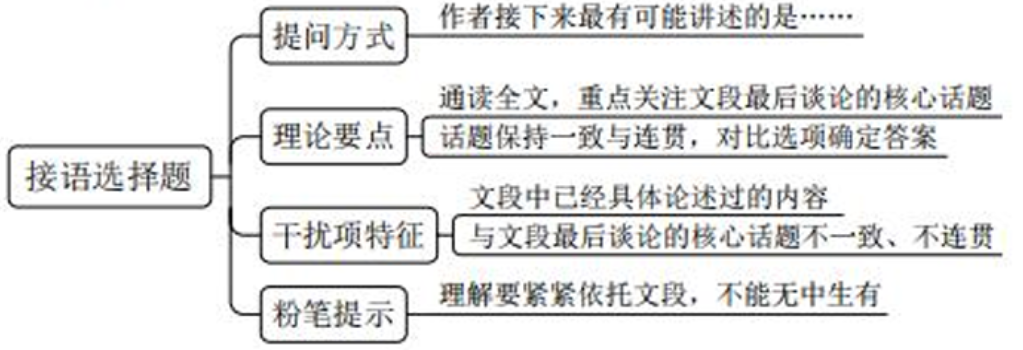 接语选择题
提问方式
作者接下来最有可能讲述的是……
理论要点
通读全文，重点关注文段最后谈论的核心话题
话题保持一致与连贯，对比选项确定答案
干扰项特征
文段中已经具体论述过的内容
与文段最后谈论的核心话题不一致、不连贯
粉笔提示
理解要紧紧依托文段，不能无中生有